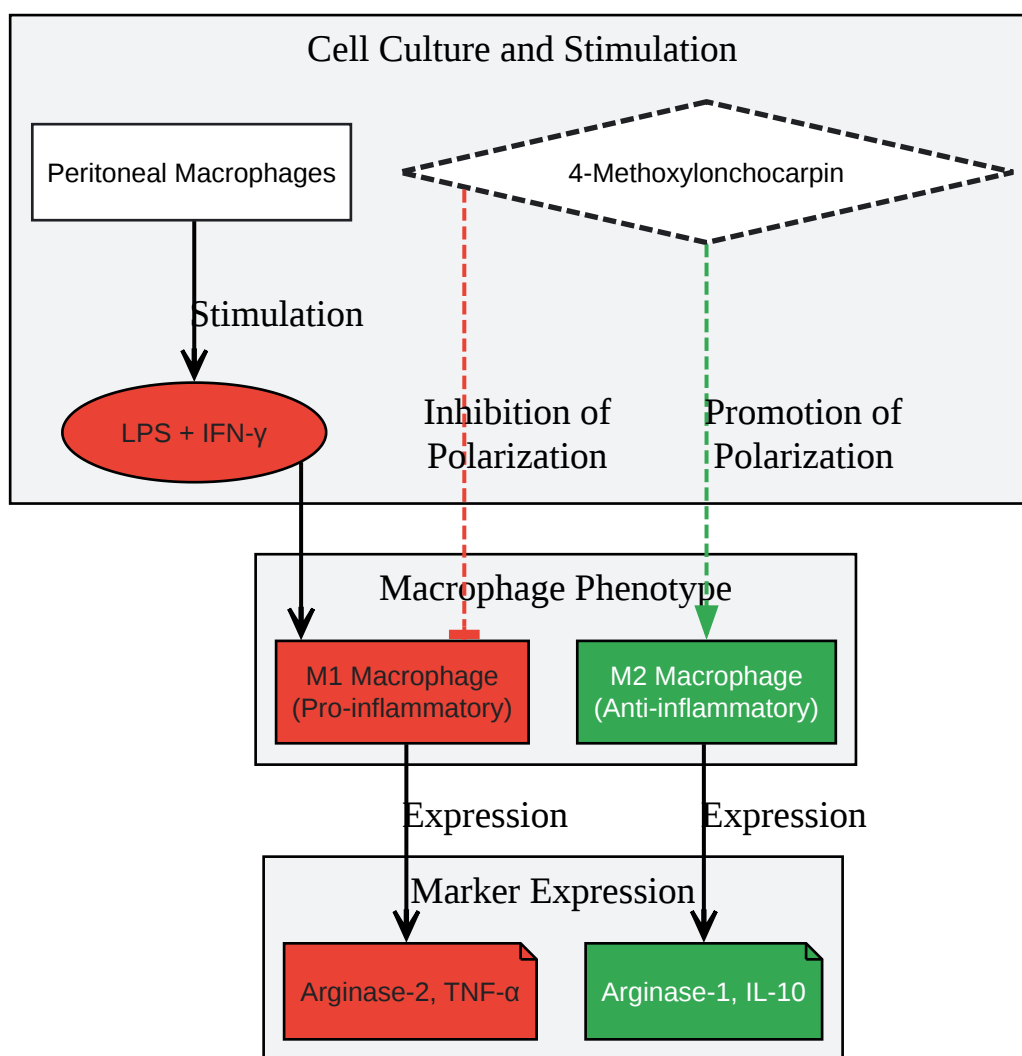 Cell Culture and Stimulation
Peritoneal Macrophages
4-Methoxylonchocarpin
Stimulation
LPS + IFN-γ
Inhibition of
Polarization
Promotion of
Polarization
Macrophage Phenotype
M1 Macrophage
(Pro-inflammatory)
M2 Macrophage
(Anti-inflammatory)
Expression
Expression
Marker Expression
Arginase-2, TNF-α
Arginase-1, IL-10